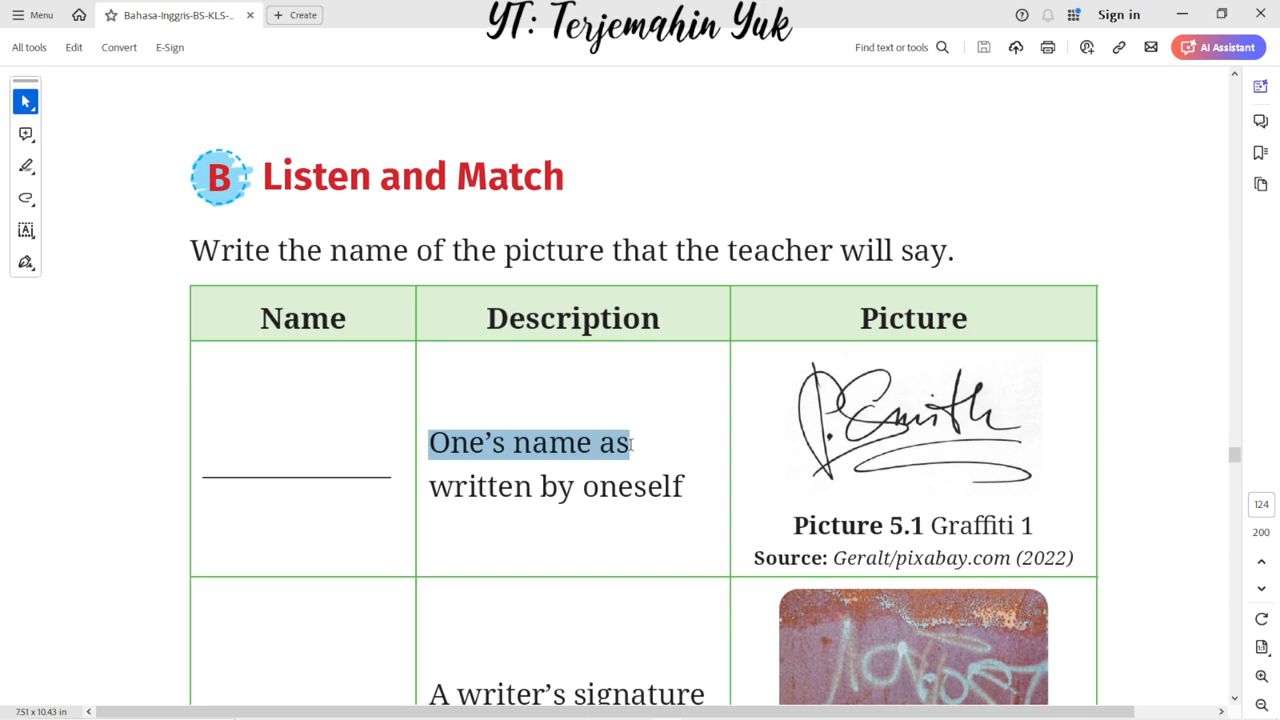 Menu
Bahasa-Inggris-BS-KLS-...
Create
YT: Terjemahin Yuk
Sign in
All tools
Edit
Convert
E-Sign
Find text or tools
AI Assistant
B Listen and Match
Write the name of the picture that the teacher will say.
Name
Description
Picture
One’s name as
written by oneself
P. Smith
Picture 5.1 Graffiti 1
Source: Geralt/pixabay.com (2022)
A writer’s signature
124
200
7.51 x 10.43 in